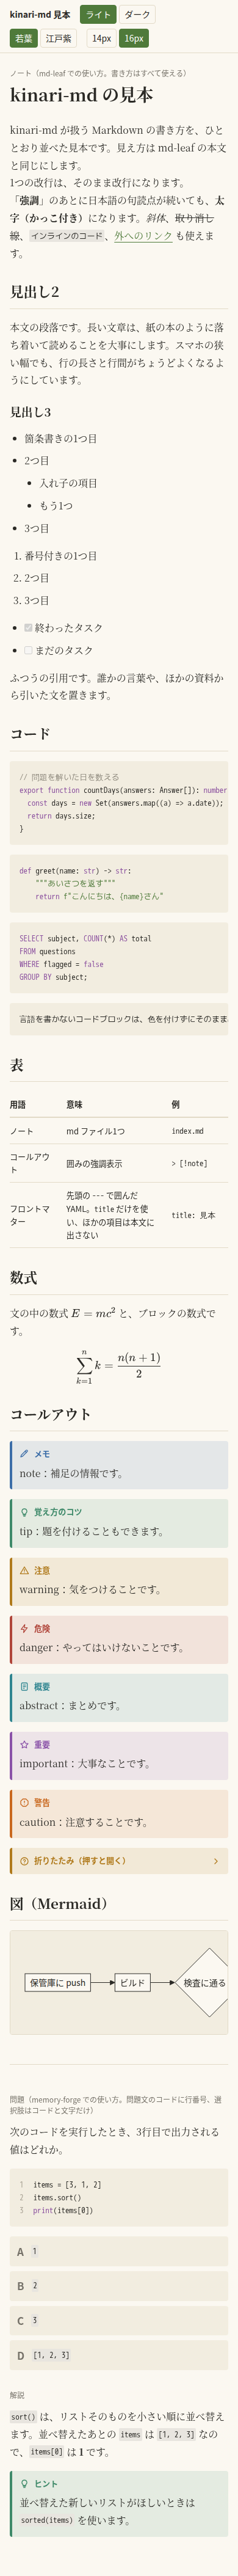 kinari-md 見本 ライト ダーク
若葉 江戸紫 14px 16px
ノート（md-leaf での使い方。書き方はすべて使える）
kinari-md の見本
kinari-md が扱う Markdown の書き方を、ひと
とおり並べた見本です。見え方は md-leaf の本文
と同じにします。
1つの改行は、そのまま改行になります。
「強調」のあとに日本語の句読点が続いても、太
字（かっこ付き）になります。斜体、取り消し
線、インラインのコード、外へのリンク も使えま
す。
見出し2
本文の段落です。長い文章は、紙の本のように落
ち着いて読めることを大事にします。スマホの狭
い幅でも、行の長さと行間がちょうどよくなるよ
うにしています。
見出し3
箇条書きの1つ目
2つ目
入れ子の項目
もう1つ
3つ目
1. 番号付きの1つ目
2. 2つ目
3. 3つ目
終わったタスク
まだのタスク
ふつうの引用です。誰かの言葉や、ほかの資料か
ら引いた文を置きます。
コード
// 問題を解いた日を数える
export function countDays(answers: Answer[]): number
const days = new Set(answers.map((a) => a.date));
return days.size;
}
def greet(name: str) -> str:
"""あいさつを返す"""
return f"こんにちは、{name}さん"
SELECT subject, COUNT(*) AS total
FROM questions
WHERE flagged = false
GROUP BY subject;
言語を書かないコードブロックは、色を付けずにそのまま
表
用語 意味 例
ノート md ファイル1つ index.md
コールアウ
ト 囲みの強調表示 > [!note]
フロントマ
ター 先頭の --- で囲んだ
YAML。title だけを使
い、ほかの項目は本文に
出さない title: 見本
数式
文の中の数式 E = mc² と、ブロックの数式で
す。
n
∑ k = n(n + 1)
k=1 2
コールアウト
メモ
note：補足の情報です。
覚え方のコツ
tip：題を付けることもできます。
注意
warning：気をつけることです。
危険
danger：やってはいけないことです。
概要
abstract：まとめです。
重要
important：大事なことです。
警告
caution：注意することです。
折りたたみ（押すと開く）
図（Mermaid）
保管庫に push ビルド 検査に通る
問題（memory-forge での使い方。問題文のコードに行番号、選
択肢はコードと文字だけ）
次のコードを実行したとき、3行目で出力される
値はどれか。
1 items = [3, 1, 2]
2 items.sort()
3 print(items[0])
A 1
B 2
C 3
D [1, 2, 3]
解説
sort() は、リストそのものを小さい順に並べ替え
ます。並べ替えたあとの items は [1, 2, 3] なの
で、items[0] は 1 です。
ヒント
並べ替えた新しいリストがほしいときは
sorted(items) を使います。